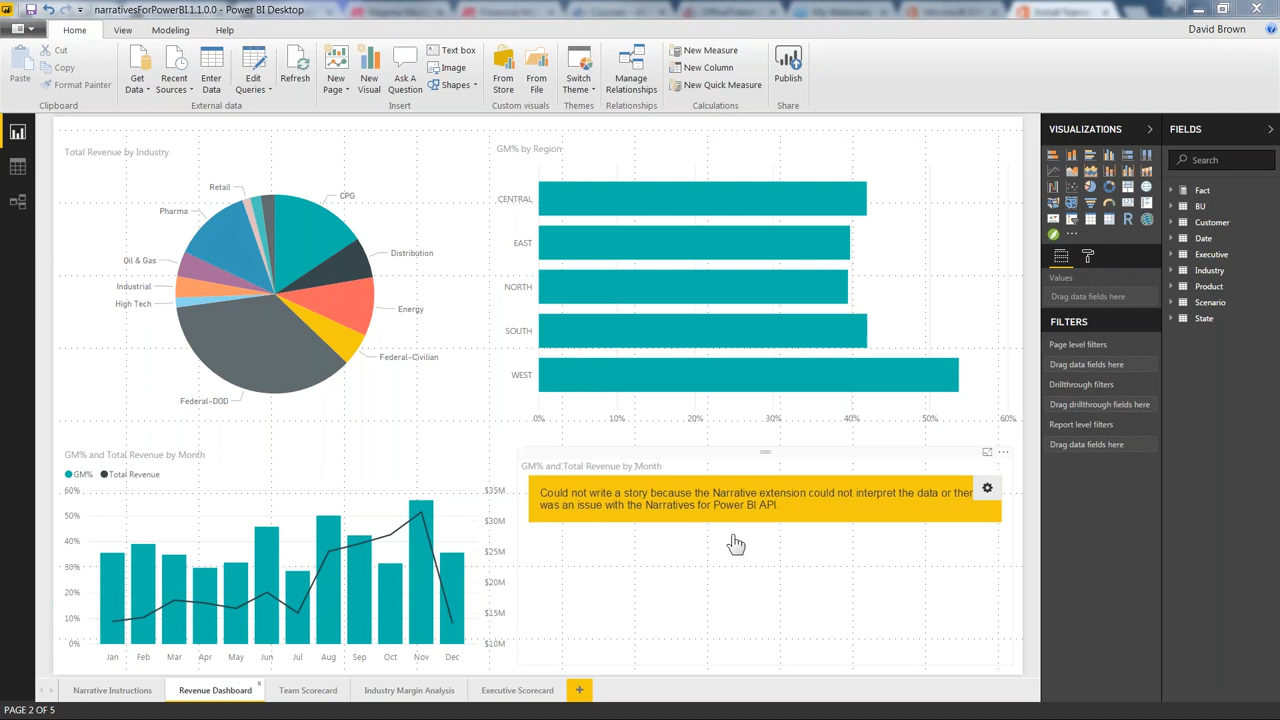 narrativesForPowerBI.1.1.0.0 - Power BI Desktop
Home View Modeling Help
David Brown
Paste
Cut
Copy
Format Painter
Clipboard
Get Data
Recent Sources
Enter Data
Edit Queries
Refresh
External data
New Page
New Visual
Ask A Question
Text box
Image
Shapes
Insert
From Store
From File
Custom visuals
Switch Theme
Themes
Manage Relationships
Relationships
New Measure
New Column
New Quick Measure
Calculations
Publish
Share
Total Revenue by Industry
Retail
CPG
Pharma
Distribution
Oil & Gas
Industrial
High Tech
Energy
Federal-Civilian
Federal-DOD
GM% by Region
CENTRAL
EAST
NORTH
SOUTH
WEST
0% 10% 20% 30% 40% 50% 60%
GM% and Total Revenue by Month
GM% Total Revenue
60%
50%
40%
30%
20%
10%
0%
$35M
$30M
$25M
$20M
$15M
$10M
Jan Feb Mar Apr May Jun Jul Aug Sep Oct Nov Dec
GM% and Total Revenue by Month
Could not write a story because the Narrative extension could not interpret the data or ther
was an issue with the Narratives for Power BI API.
VISUALIZATIONS
R
Values
Drag data fields here
FILTERS
Page level filters
Drag data fields here
Drillthrough filters
Drag drillthrough fields here
Report level filters
Drag data fields here
FIELDS
Search
Fact
BU
Customer
Date
Executive
Industry
Product
Scenario
State
Narrative Instructions Revenue Dashboard x Team Scorecard Industry Margin Analysis Executive Scorecard +
PAGE 2 OF 5